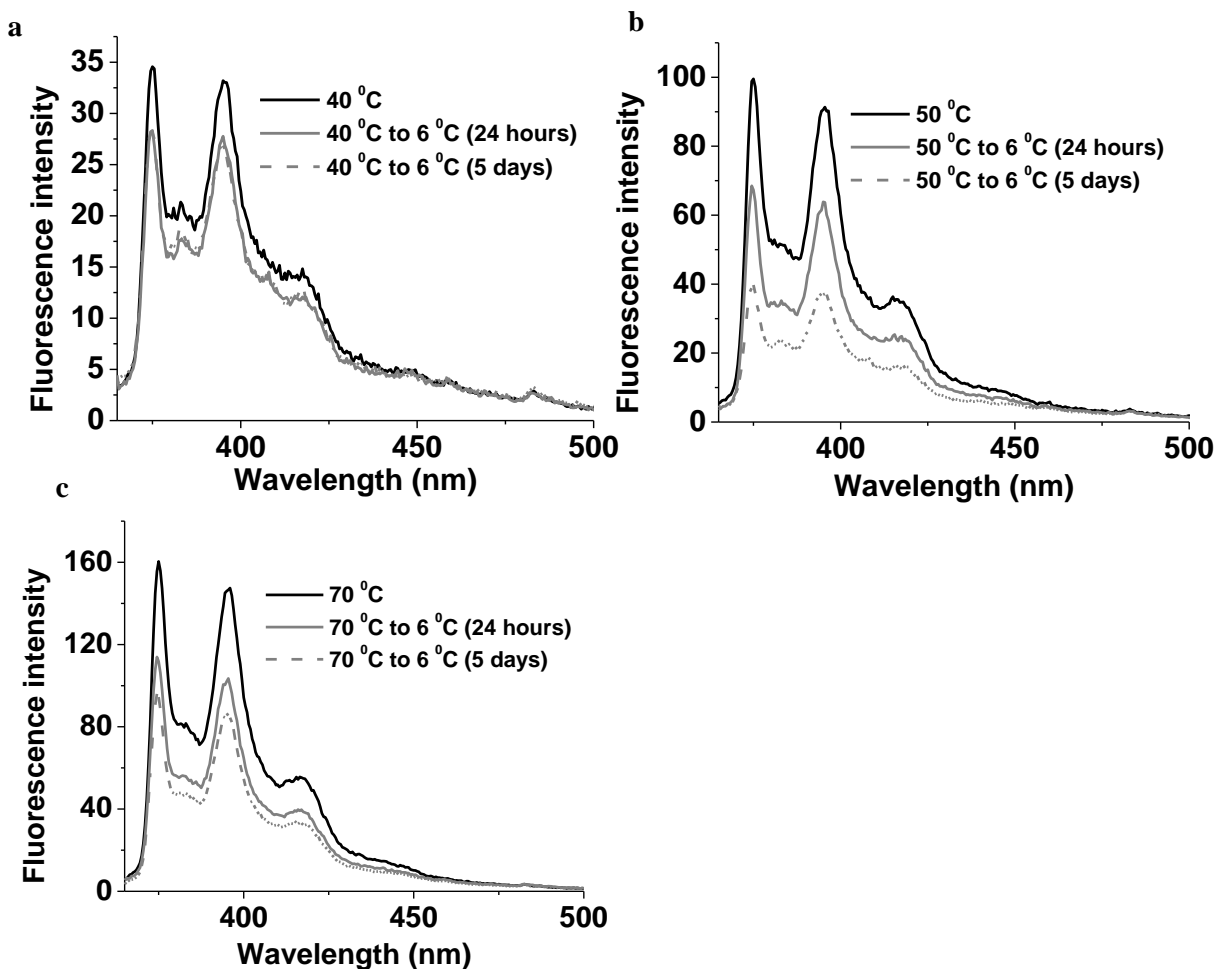 a
Fluorescence intensity
35
30
25
20
15
10
5
0
40 ⁰C
40 ⁰C to 6 ⁰C (24 hours)
40 ⁰C to 6 ⁰C (5 days)
400
450
500
Wavelength (nm)
b
Fluorescence intensity
100
80
60
40
20
0
50 ⁰C
50 ⁰C to 6 ⁰C (24 hours)
50 ⁰C to 6 ⁰C (5 days)
400
450
500
Wavelength (nm)
c
Fluorescence intensity
160
120
80
40
0
70 ⁰C
70 ⁰C to 6 ⁰C (24 hours)
70 ⁰C to 6 ⁰C (5 days)
400
450
500
Wavelength (nm)